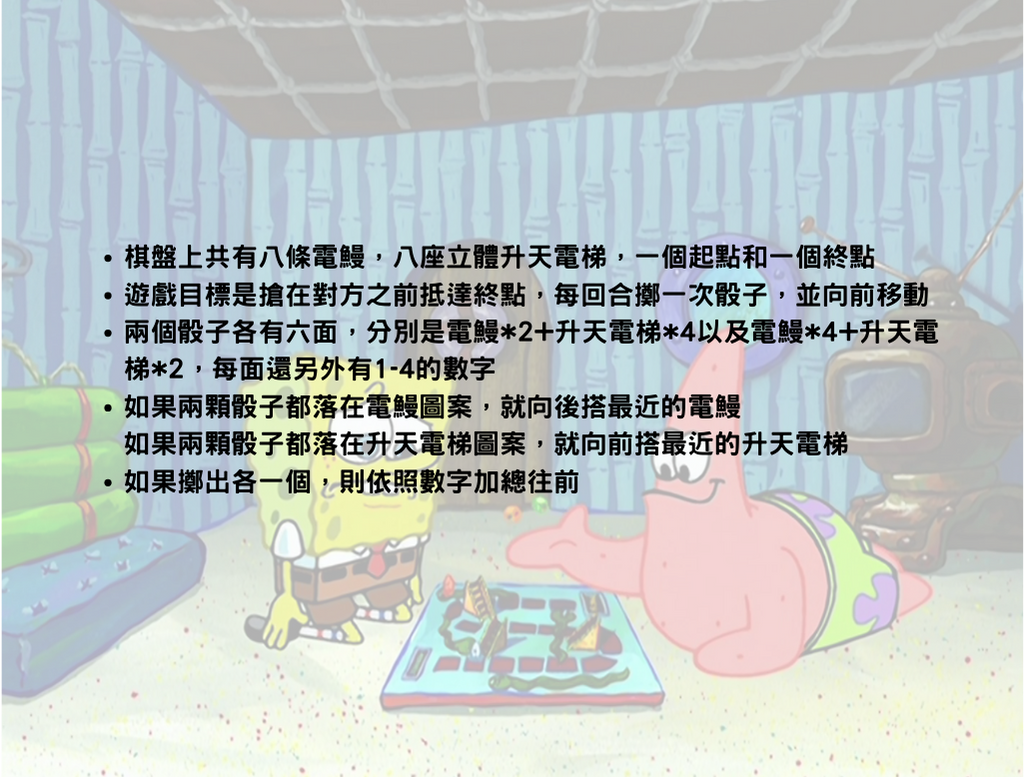 • 棋盤上共有八條電鰻，八座立體升天電梯，一個起點和一個終點
• 遊戲目標是搶在對方之前抵達終點，每回合擲一次骰子，並向前移動
• 兩個骰子各有六面，分別是電鰻*2+升天電梯*4以及電鰻*4+升天電
梯*2，每面還另外有1-4的數字
• 如果兩顆骰子都落在電鰻圖案，就向後搭最近的電鰻
如果兩顆骰子都落在升天電梯圖案，就向前搭最近的升天電梯
• 如果擲出各一個，則依照數字加總往前